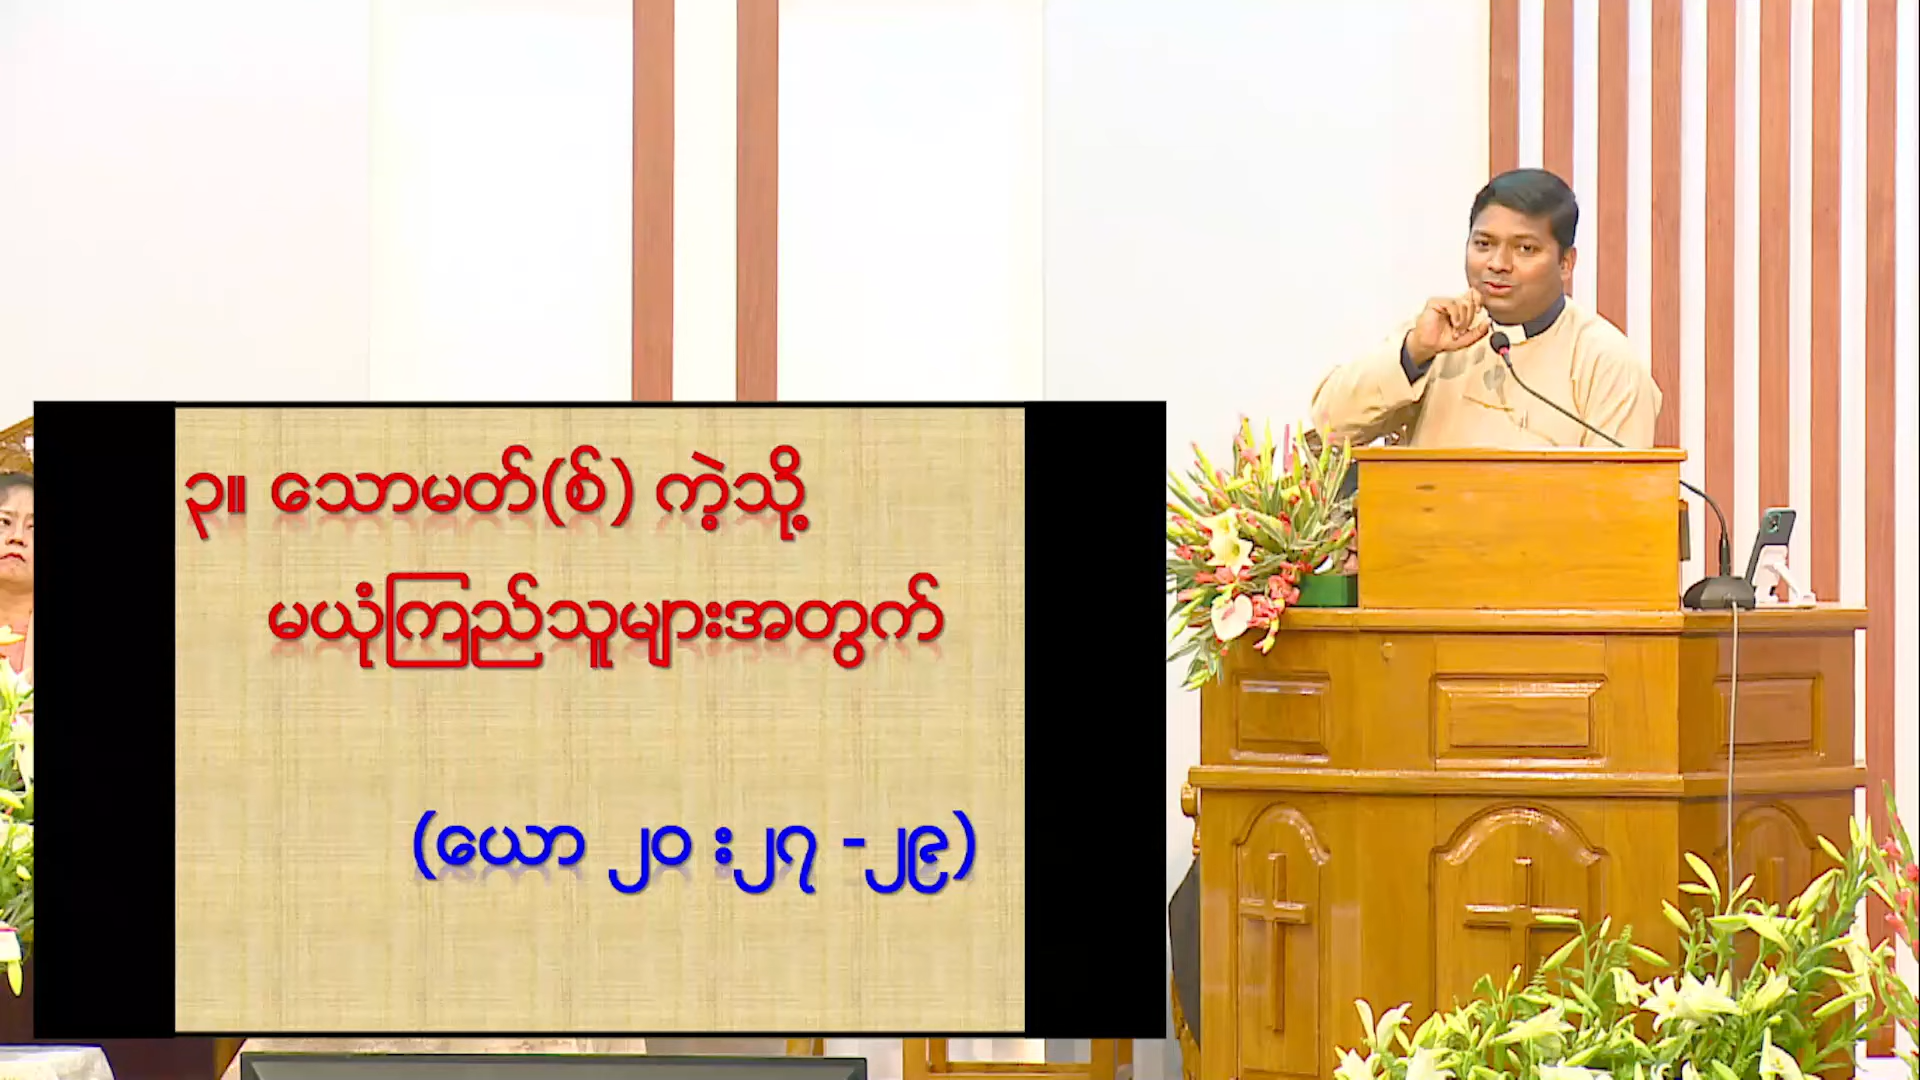 ၃။ သောမတ်(စ်) ကဲ့သို့
မယုံကြည်သူများအတွက်
(ယော ၂၀ း၂၇ -၂၉)